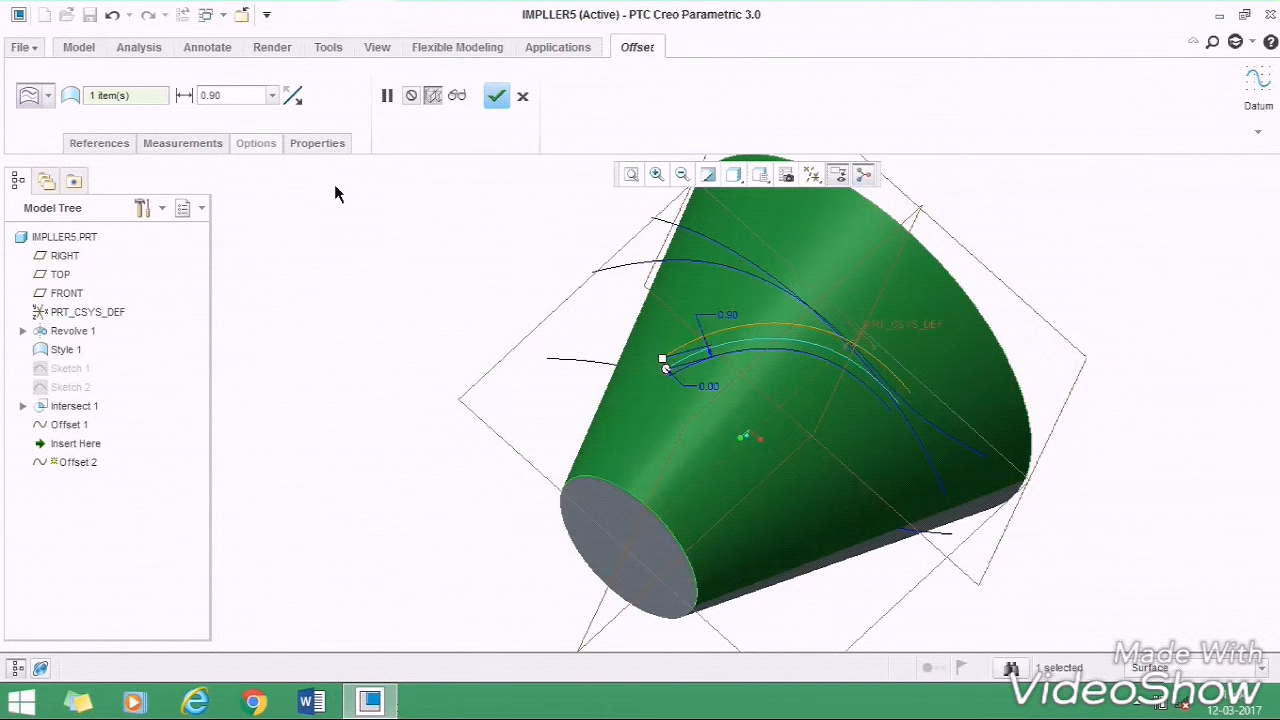 IMPLLER5 (Active) - PTC Creo Parametric 3.0
File Model Analysis Annotate Render Tools View Flexible Modeling Applications Offset
1 item(s) 0.90
Datum
References Measurements Options Properties
Model Tree
IMPLLER5.PRT
RIGHT
TOP
FRONT
PRT_CSYS_DEF
Revolve 1
Style 1
Sketch 1
Sketch 2
Intersect 1
Offset 1
Insert Here
Offset 2
0.90
PRT_CSYS_DEF
0.00
1 selected
Surface
Made With
VideoShow
12-03-2017